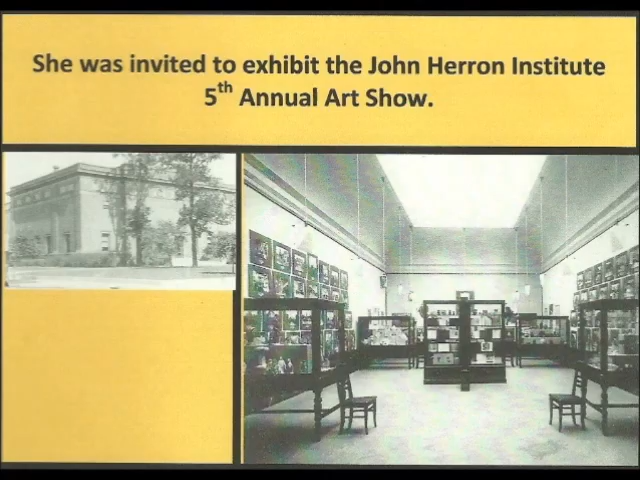 She was invited to exhibit the John Herron Institute
5th Annual Art Show.